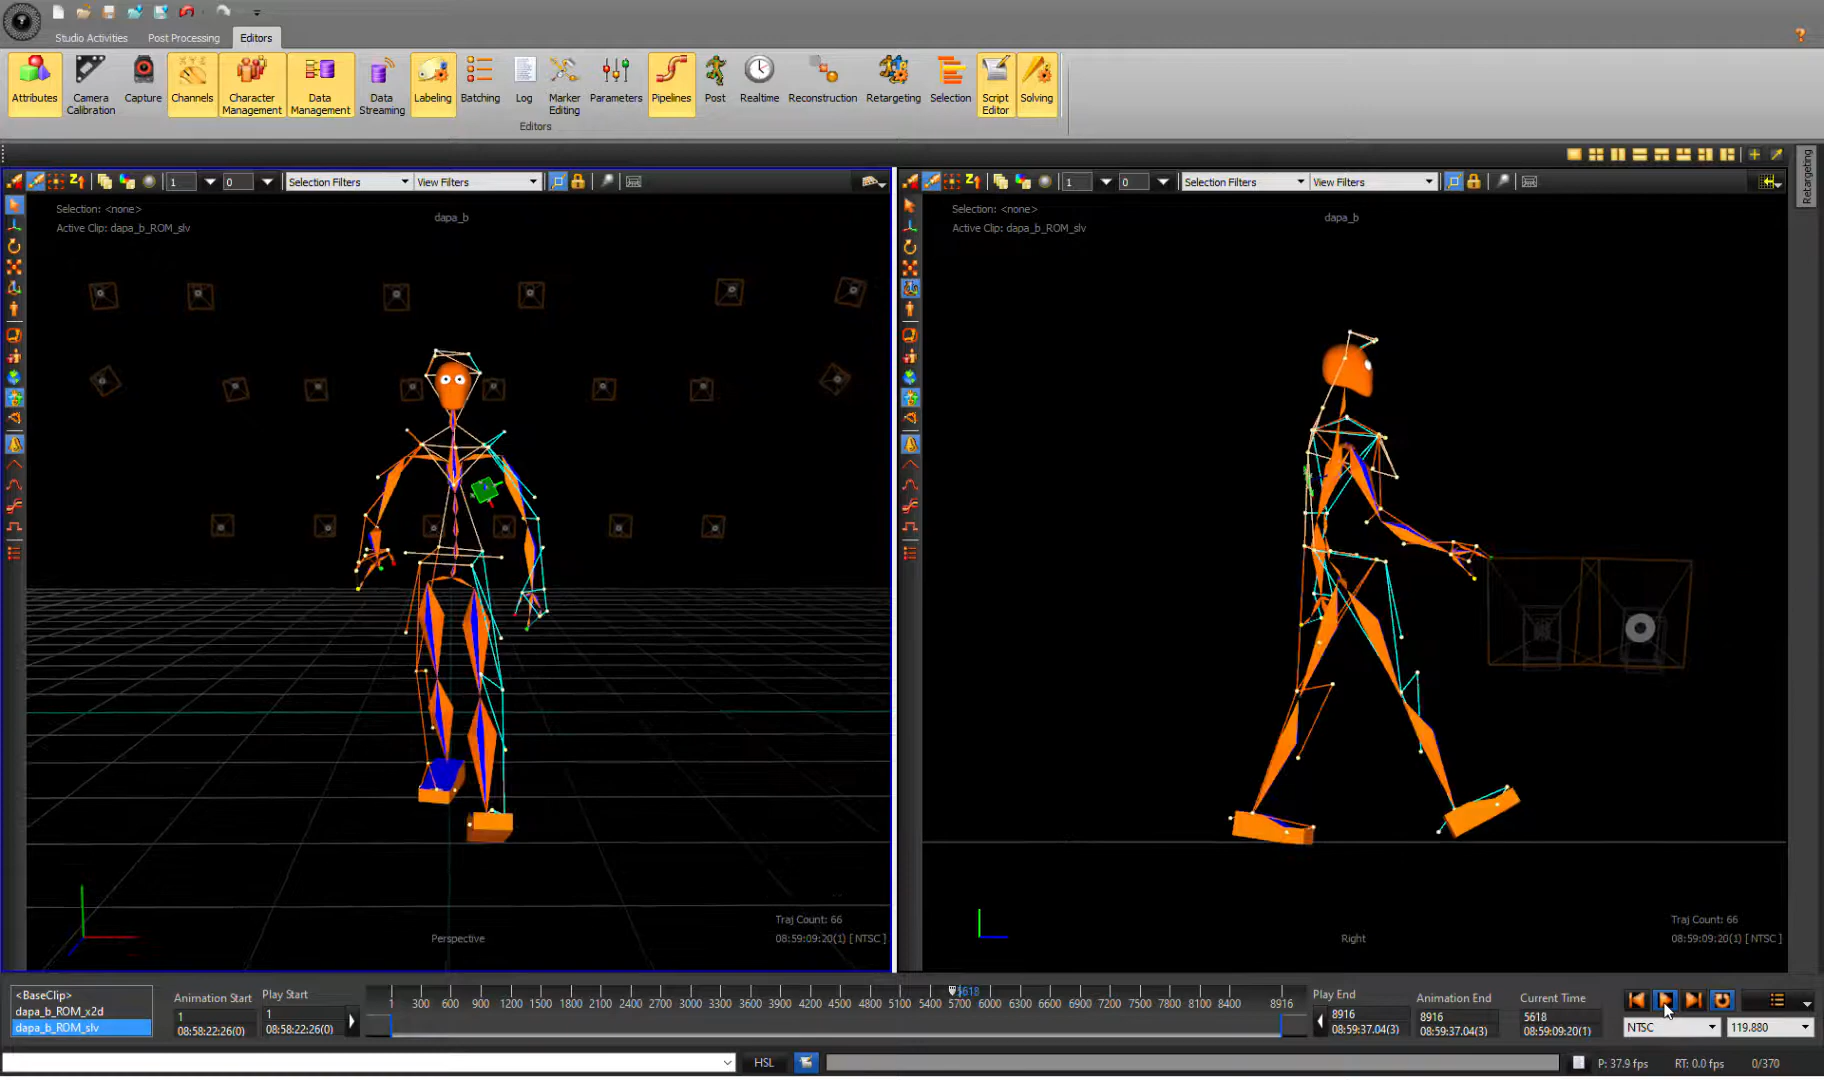 Studio Activities Post Processing Editors
Attributes Camera Calibration Capture Channels Character Management Data Management Data Streaming Labeling Batching Log Marker Editing Parameters Pipelines Post Realtime Reconstruction Retargeting Selection Script Editor Solving
Editors
Retargeting
1 0 Selection Filters View Filters
Selection: <none>
Active Clip: dapa_b_ROM_slv
dapa_b
Traj Count: 66
Perspective
08:59:09:20(1) [ NTSC ]
1 0 Selection Filters View Filters
Selection: <none>
Active Clip: dapa_b_ROM_slv
dapa_b
Traj Count: 66
Right
08:59:09:20(1) [ NTSC ]
<BaseClip>
dapa_b_ROM_x2d
dapa_b_ROM_slv
Animation Start
1
08:58:22:26(0)
Play Start
1
08:58:22:26(0)
5618
1 300 600 900 1200 1500 1800 2100 2400 2700 3000 3300 3600 3900 4200 4500 4800 5100 5400 5700 6000 6300 6600 6900 7200 7500 7800 8100 8400 8916
Play End
8916
08:59:37.04(3)
Animation End
8916
08:59:37.04(3)
Current Time
5618
08:59:09:20(1)
NTSC 119.880
HSL P: 37.9 fps RT: 0.0 fps 0/370